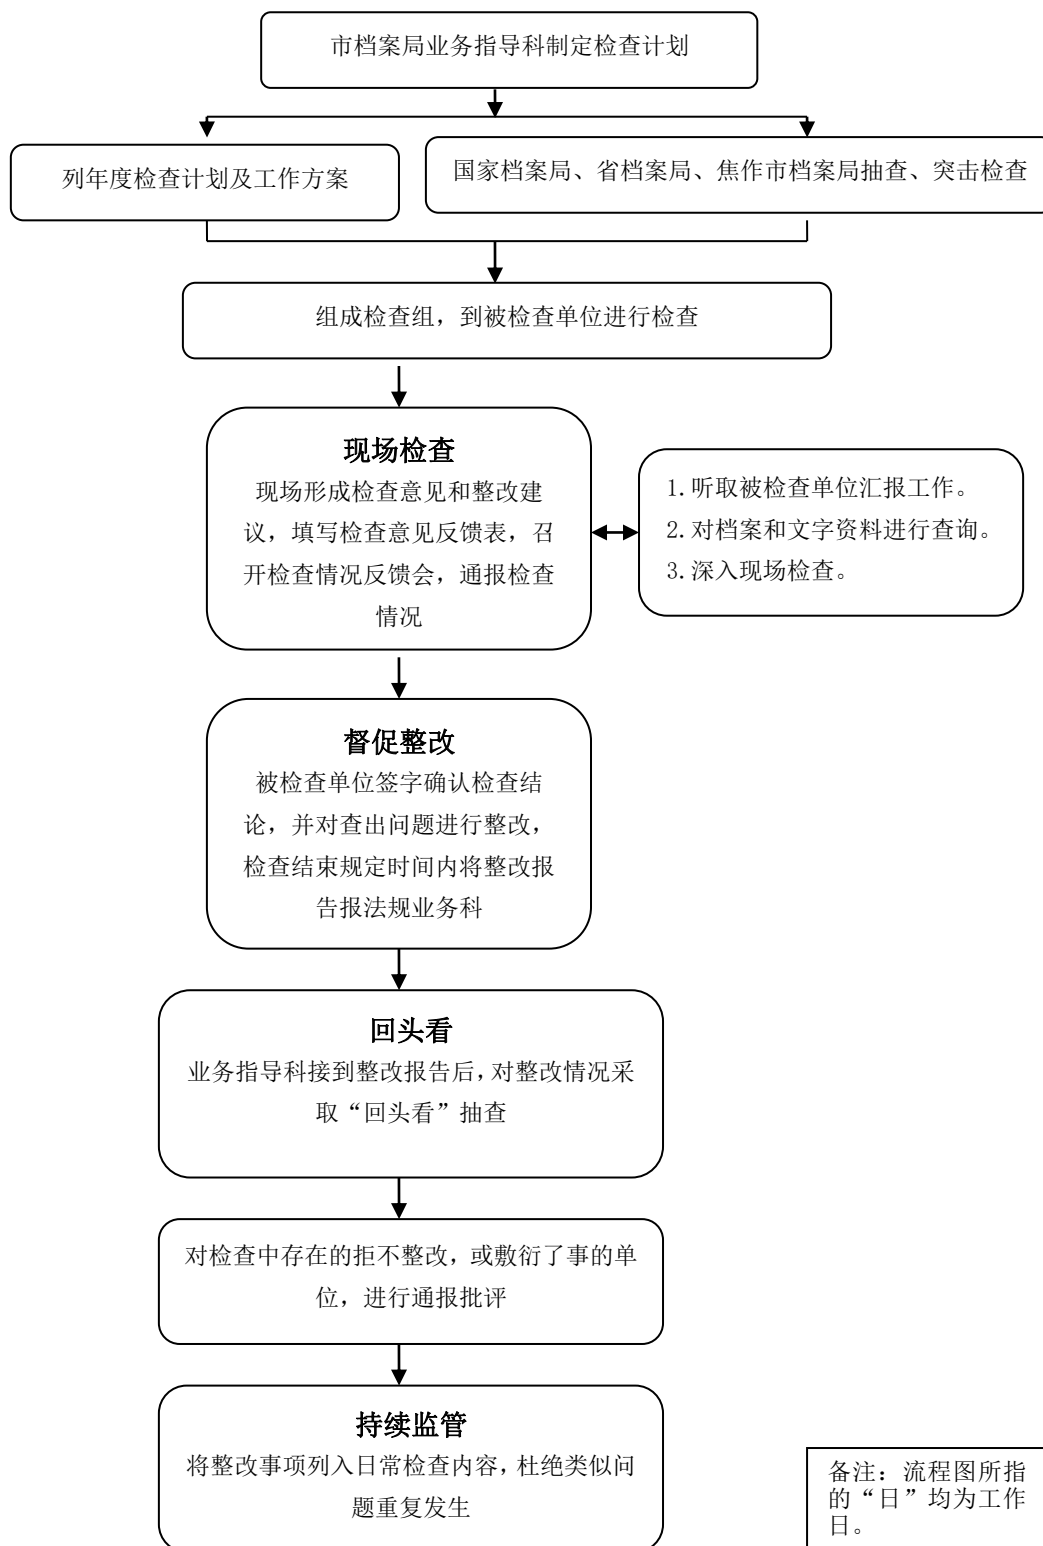 市档案局业务指导科制定检查计划
列年度检查计划及工作方案
国家档案局、省档案局、焦作市档案局抽查、突击检查
组成检查组，到被检查单位进行检查
现场检查
现场形成检查意见和整改建
议，填写检查意见反馈表，召
开检查情况反馈会，通报检查
情况
1.听取被检查单位汇报工作。
2.对档案和文字资料进行查询。
3.深入现场检查。
督促整改
被检查单位签字确认检查结
论，并对查出问题进行整改，
检查结束规定时间内将整改报
告报法规业务科
回头看
业务指导科接到整改报告后，对整改情况采
取“回头看”抽查
对检查中存在的拒不整改，或敷衍了事的单
位，进行通报批评
持续监管
将整改事项列入日常检查内容，杜绝类似问
题重复发生
备注：流程图所指
的“日”均为工作
日。